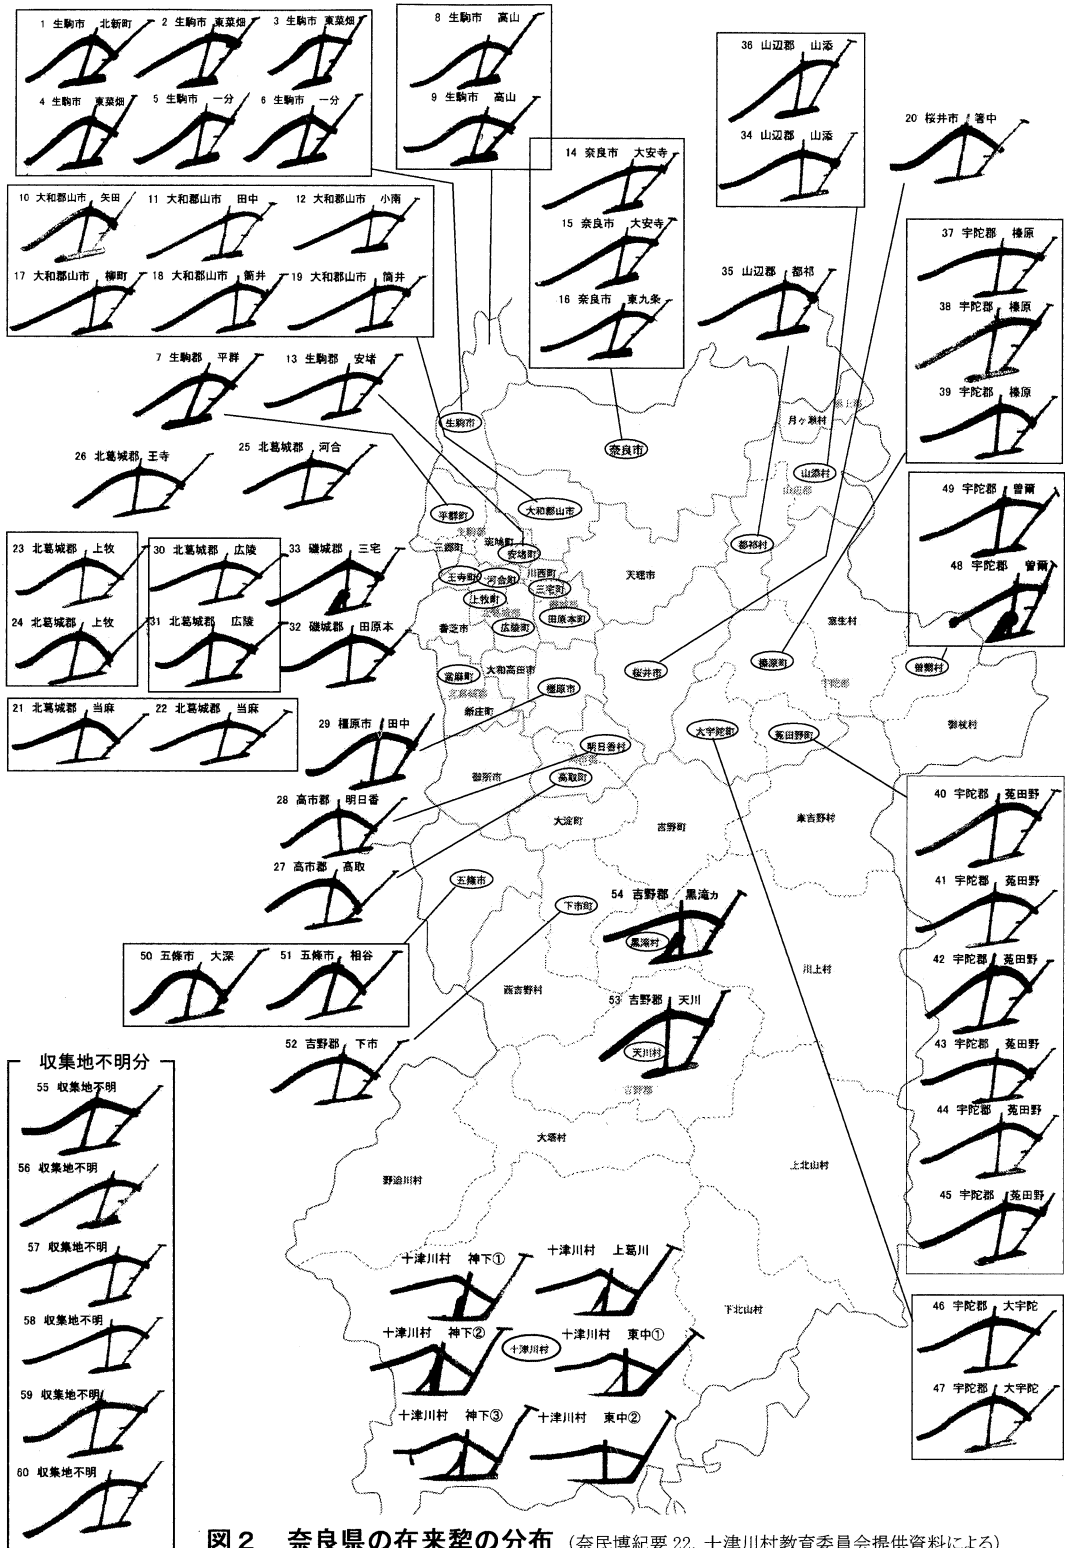 1 生駒市 北新町
2 生駒市 東菜畑
3 生駒市 東菜畑
4 生駒市 東菜畑
5 生駒市 一分
6 生駒市 一分
8 生駒市 高山
9 生駒市 高山
14 奈良市 大安寺
15 奈良市 大安寺
16 奈良市 東九条
36 山辺郡 山添
34 山辺郡 山添
20 桜井市 箸中
10 大和郡山市 矢田
11 大和郡山市 田中
12 大和郡山市 小南
17 大和郡山市 柳町
18 大和郡山市 筒井
19 大和郡山市 筒井
35 山辺郡 都祁
37 宇陀郡 榛原
38 宇陀郡 榛原
39 宇陀郡 榛原
7 生駒郡 平群
13 生駒郡 安堵
26 北葛城郡 王寺
25 北葛城郡 河合
49 宇陀郡 曽爾
48 宇陀郡 曽爾
23 北葛城郡 上牧
24 北葛城郡 上牧
30 北葛城郡 広陵
31 北葛城郡 広陵
33 磯城郡 三宅
32 磯城郡 田原本
21 北葛城郡 当麻
22 北葛城郡 当麻
29 橿原市 田中
28 高市郡 明日香
27 高市郡 高取
50 五條市 大深
51 五條市 相谷
52 吉野郡 下市
54 吉野郡 黒滝カ
53 吉野郡 天川
40 宇陀郡 菟田野
41 宇陀郡 菟田野
42 宇陀郡 菟田野
43 宇陀郡 菟田野
44 宇陀郡 菟田野
45 宇陀郡 菟田野
46 宇陀郡 大宇陀
47 宇陀郡 大宇陀
生駒市
奈良市
月ヶ瀬村
添上郡
山添村
山辺郡
都祁村
大和郡山市
平群町
生駒郡
三郷町
斑鳩町
安堵町
王寺町
河合町
川西町
三宅町
上牧町
広陵町
田原本町
天理市
香芝市
當麻町
大和高田市
橿原市
桜井市
榛原町
室生村
曽爾村
宇陀郡
御杖村
新庄町
北葛城郡
大宇陀町
菟田野町
明日香村
高取町
御所市
大淀町
吉野町
東吉野村
五條市
下市町
黒滝村
西吉野村
川上村
天川村
吉野郡
大塔村
野迫川村
上北山村
下北山村
十津川村
十津川村 神下①
十津川村 上葛川
十津川村 神下②
十津川村 東中①
十津川村 神下③
十津川村 東中②
収集地不明分
55 収集地不明
56 収集地不明
57 収集地不明
58 収集地不明
59 収集地不明
60 収集地不明
図2 奈良県の在来犂の分布 (奈民博紀要 22, 十津川村教育委員会提供資料による)